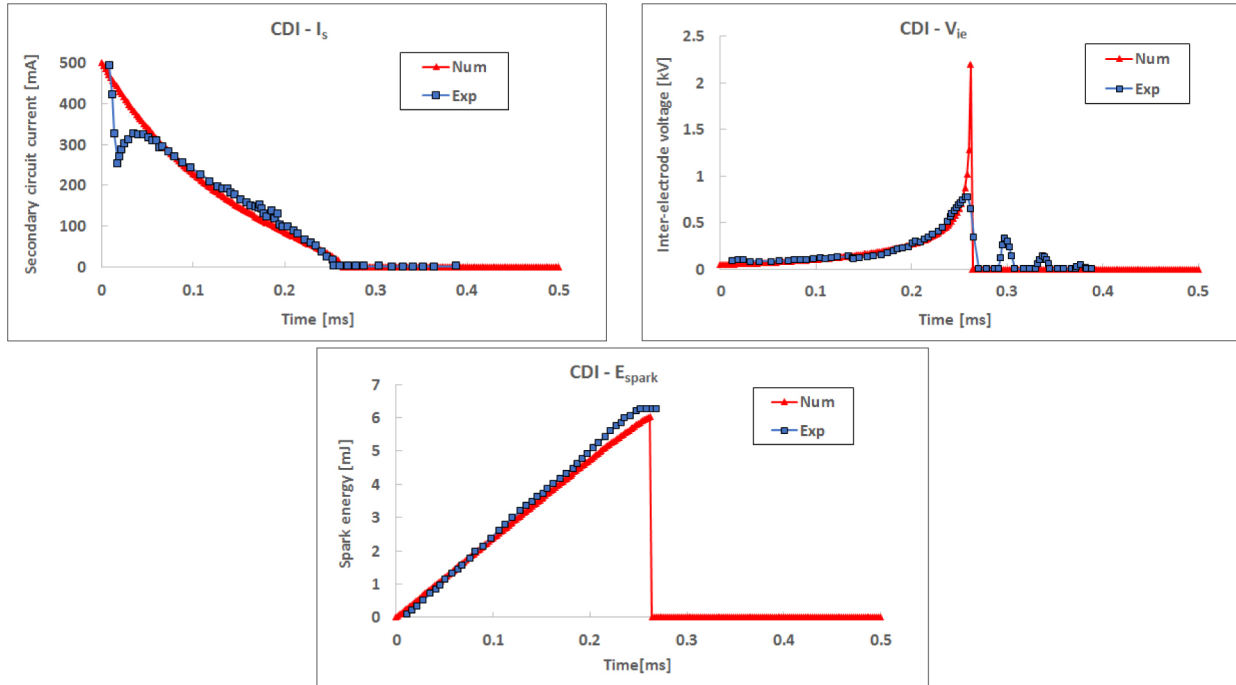 CDI - Is
500
400
300
200
100
0
0
0.1
0.2
0.3
0.4
0.5
Secondary circuit current [mA]
Time [ms]
Num
Exp
CDI - Vie
2.5
2
1.5
1
0.5
0
0
0.1
0.2
0.3
0.4
0.5
Inter-electrode voltage [kV]
Time [ms]
Num
Exp
CDI - Espark
7
6
5
4
3
2
1
0
0
0.1
0.2
0.3
0.4
0.5
Spark energy [mJ]
Time[ms]
Num
Exp